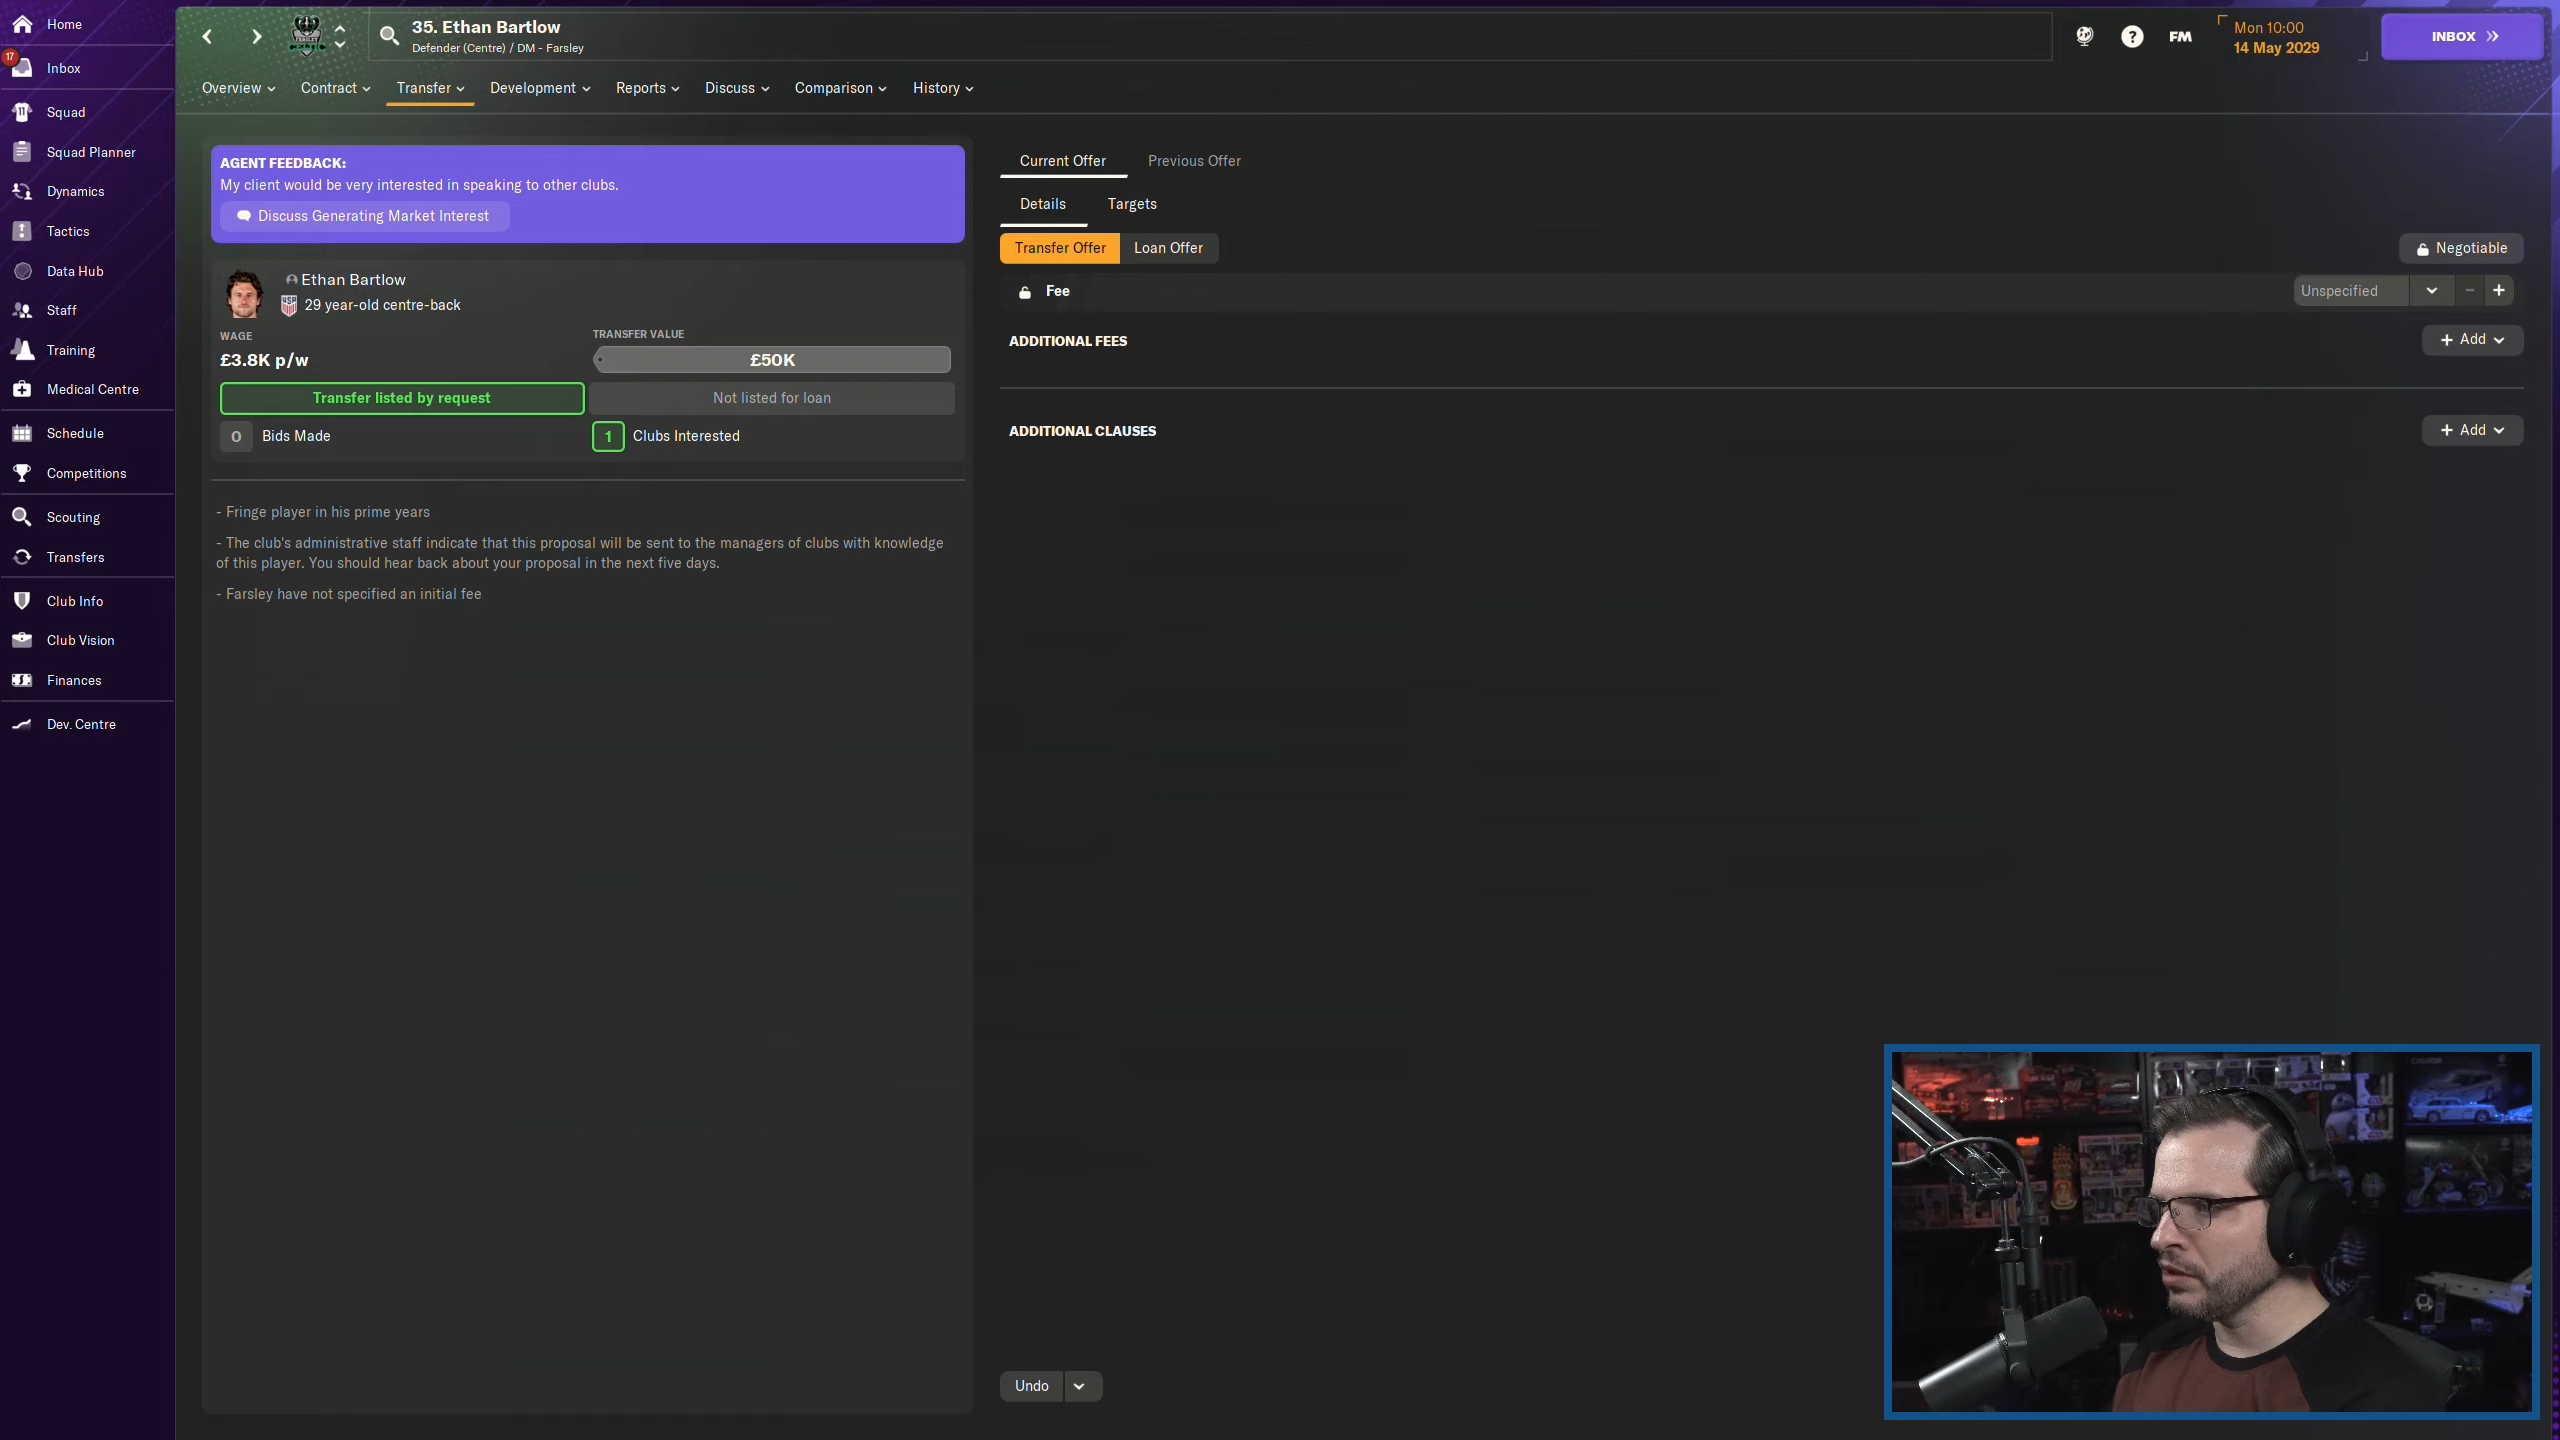 Home
17
Inbox
Squad
Squad Planner
Dynamics
Tactics
Data Hub
Staff
Training
Medical Centre
Schedule
Competitions
Scouting
Transfers
Club Info
Club Vision
Finances
Dev. Centre
35. Ethan Bartlow
Defender (Centre) / DM - Farsley
FM
Mon 10:00
14 May 2029
INBOX
Overview
Contract
Transfer
Development
Reports
Discuss
Comparison
History
AGENT FEEDBACK:
My client would be very interested in speaking to other clubs.
Discuss Generating Market Interest
Ethan Bartlow
29 year-old centre-back
WAGE
TRANSFER VALUE
£3.8K p/w
£50K
Transfer listed by request
Not listed for loan
0 Bids Made
1 Clubs Interested
- Fringe player in his prime years
- The club's administrative staff indicate that this proposal will be sent to the managers of clubs with knowledge
of this player. You should hear back about your proposal in the next five days.
- Farsley have not specified an initial fee
Current Offer
Previous Offer
Details
Targets
Transfer Offer
Loan Offer
Negotiable
Fee
Unspecified
ADDITIONAL FEES
+ Add
ADDITIONAL CLAUSES
+ Add
Undo